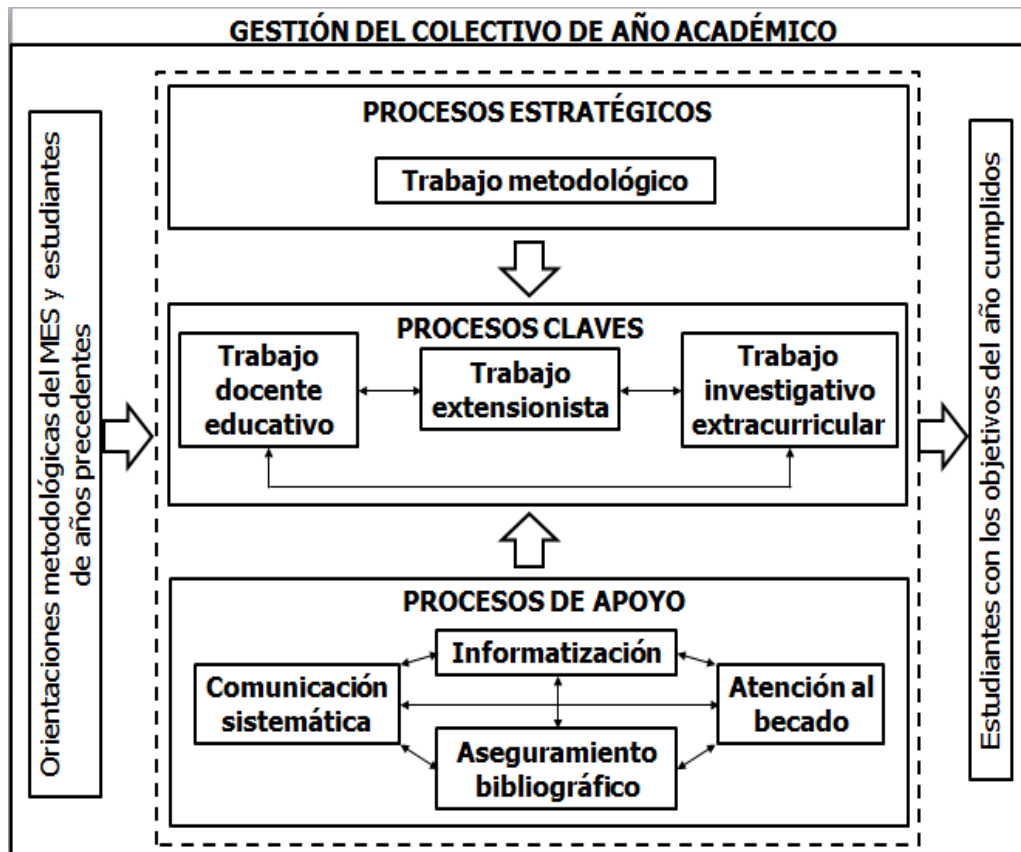 GESTIÓN DEL COLECTIVO DE AÑO ACADÉMICO
Orientaciones metodológicas del MES y estudiantes
de años precedentes
PROCESOS ESTRATÉGICOS
Trabajo metodológico
PROCESOS CLAVES
Trabajo
docente
educativo
Trabajo
extensionista
Trabajo
investigativo
extracurricular
PROCESOS DE APOYO
Informatización
Comunicación
sistemática
Atención al
becado
Aseguramiento
bibliográfico
Estudiantes con los objetivos del año cumplidos